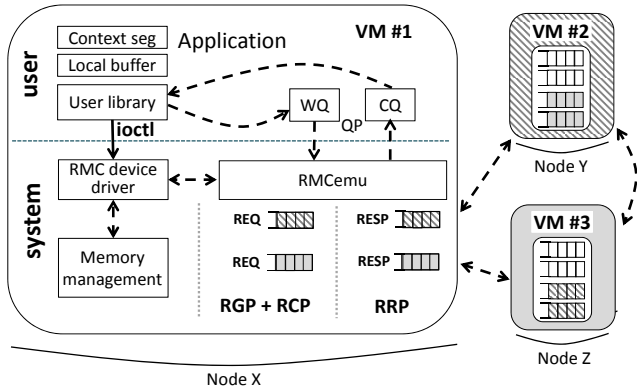 user
Context seg
Application
VM #1
Local buffer
User library
WQ
CQ
QP
ioctl
system
RMC device
driver
RMCemu
Memory
management
REQ
RESP
REQ
RESP
RGP + RCP
RRP
Node X
VM #2
Node Y
VM #3
Node Z